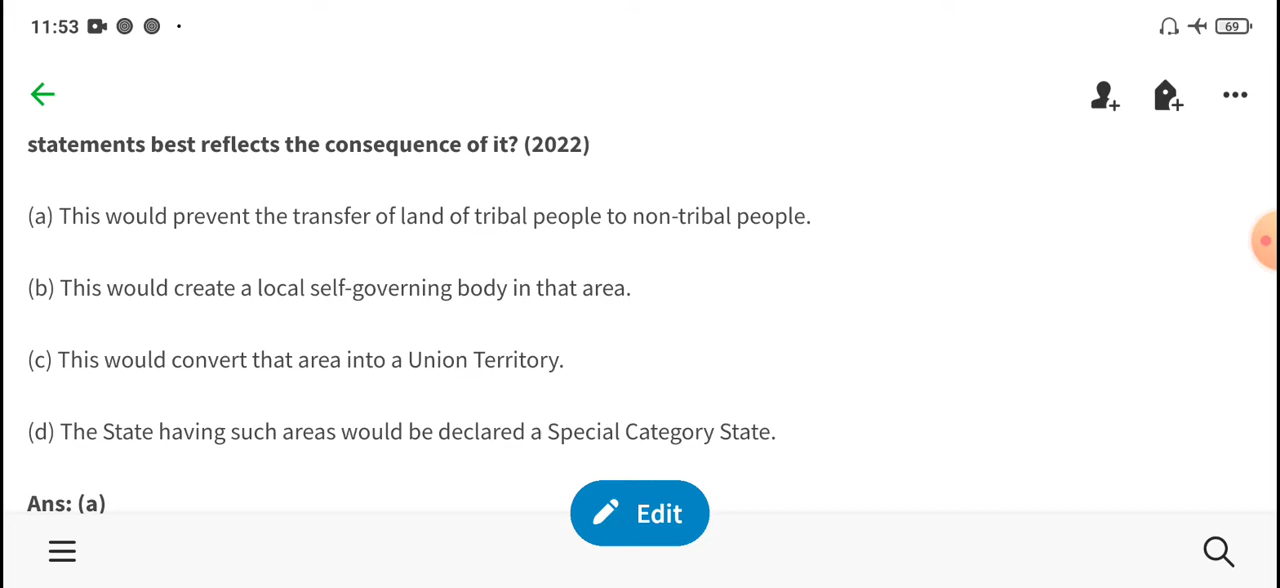 11:53
69
statements best reflects the consequence of it? (2022)
(a) This would prevent the transfer of land of tribal people to non-tribal people.
(b) This would create a local self-governing body in that area.
(c) This would convert that area into a Union Territory.
(d) The State having such areas would be declared a Special Category State.
Ans: (a)
Edit